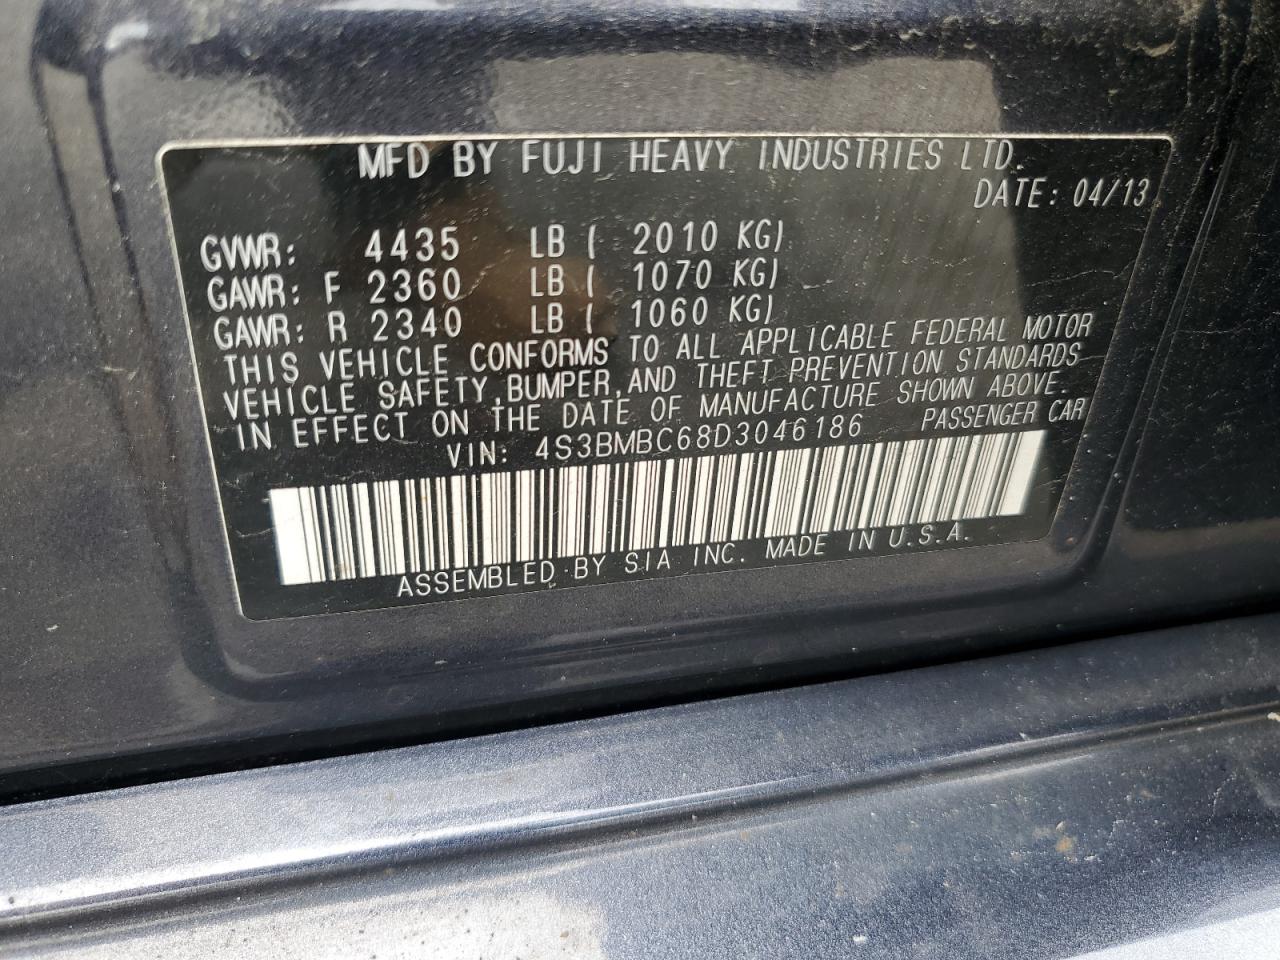 MFD BY FUJI HEAVY INDUSTRIES LTD.
DATE: 04/13
GVWR: 4435 LB ( 2010 KG)
GAWR: F 2360 LB ( 1070 KG)
GAWR: R 2340 LB ( 1060 KG)
THIS VEHICLE CONFORMS TO ALL APPLICABLE FEDERAL MOTOR
VEHICLE SAFETY, BUMPER, AND THEFT PREVENTION STANDARDS
IN EFFECT ON THE DATE OF MANUFACTURE SHOWN ABOVE.
VIN: 4S3BMBC68D3046186 PASSENGER CAR
ASSEMBLED BY SIA INC. MADE IN U.S.A.